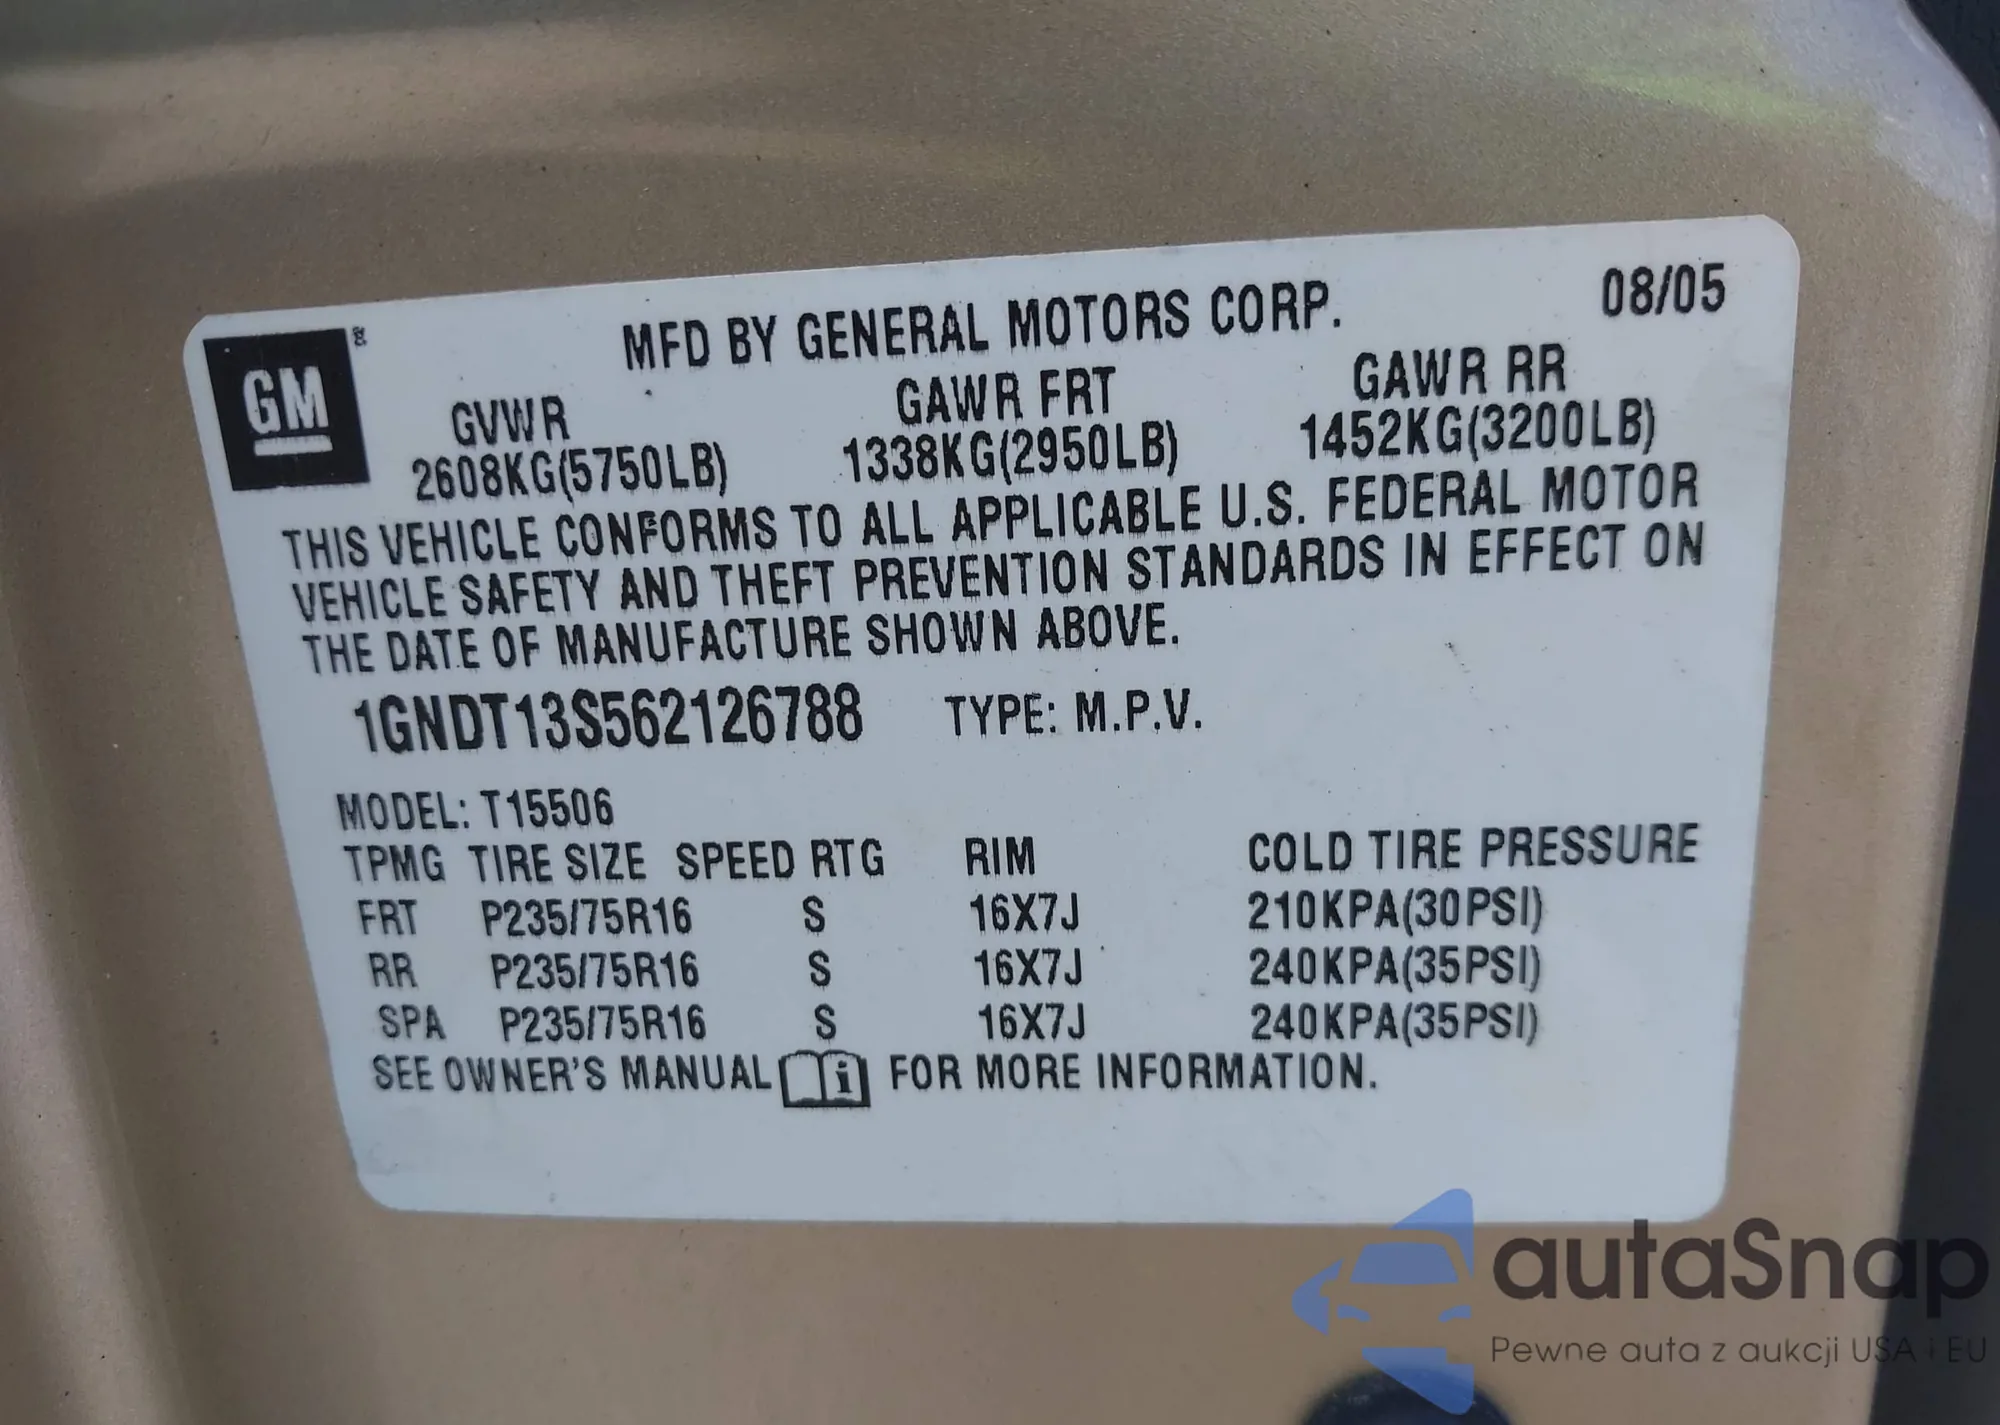 GM
MFD BY GENERAL MOTORS CORP. 08/05
GVWR GAWR FRT GAWR RR
2608KG(5750LB) 1338KG(2950LB) 1452KG(3200LB)
THIS VEHICLE CONFORMS TO ALL APPLICABLE U.S. FEDERAL MOTOR
VEHICLE SAFETY AND THEFT PREVENTION STANDARDS IN EFFECT ON
THE DATE OF MANUFACTURE SHOWN ABOVE.
1GNDT13S562126788 TYPE: M.P.V.
MODEL: T15506
TPMG TIRE SIZE SPEED RTG RIM COLD TIRE PRESSURE
FRT P235/75R16 S 16X7J 210KPA(30PSI)
RR P235/75R16 S 16X7J 240KPA(35PSI)
SPA P235/75R16 S 16X7J 240KPA(35PSI)
SEE OWNER'S MANUAL i FOR MORE INFORMATION.
autaSnap
Pewne auta z aukcji USA i EU